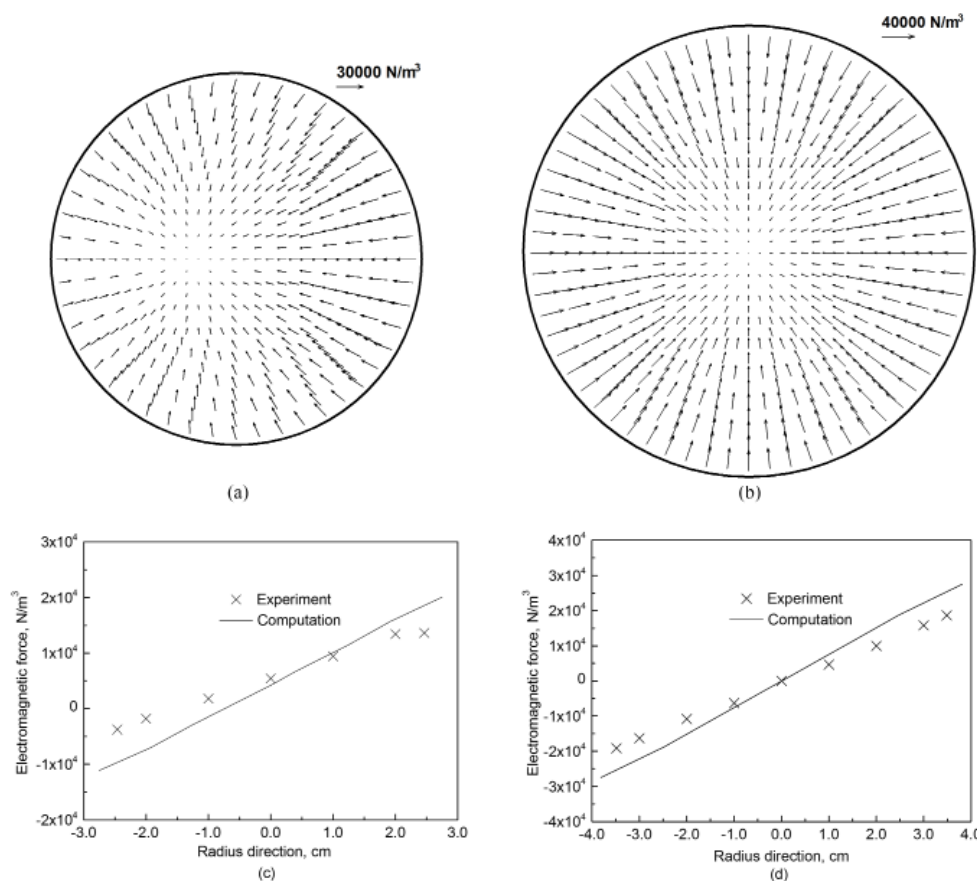 30000 N/m³
40000 N/m³
(a)
(b)
Electromagnetic force, N/m³
3x10⁴
2x10⁴
1x10⁴
0
-1x10⁴
-2x10⁴
× Experiment
— Computation
-3.0 -2.0 -1.0 0.0 1.0 2.0 3.0
Radius direction, cm
(c)
Electromagnetic force, N/m³
4x10⁴
3x10⁴
2x10⁴
1x10⁴
0
-1x10⁴
-2x10⁴
-3x10⁴
-4x10⁴
× Experiment
— Computation
-4.0 -3.0 -2.0 -1.0 0.0 1.0 2.0 3.0 4.0
Radius direction, cm
(d)